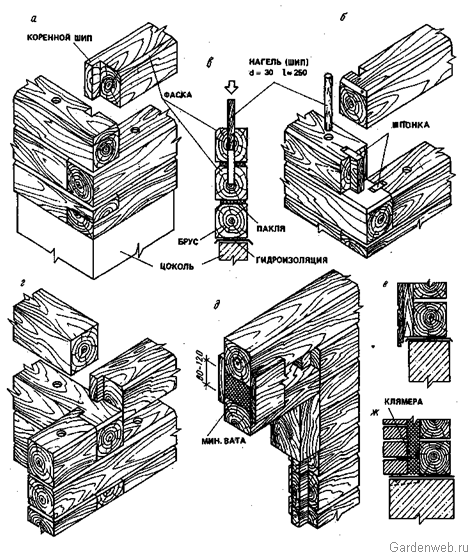 а
КОРЕННОЙ ШИП
ФАСКА
в
НАГЕЛЬ (ШИП)
d = 30 l ≈ 250
б
ШПОНКА
БРУС
ПАКЛЯ
ЦОКОЛЬ
ГИДРОИЗОЛЯЦИЯ
г
д
80-120
МИН. ВАТА
е
ж
КЛЯМЕРА
Gardenweb.ru